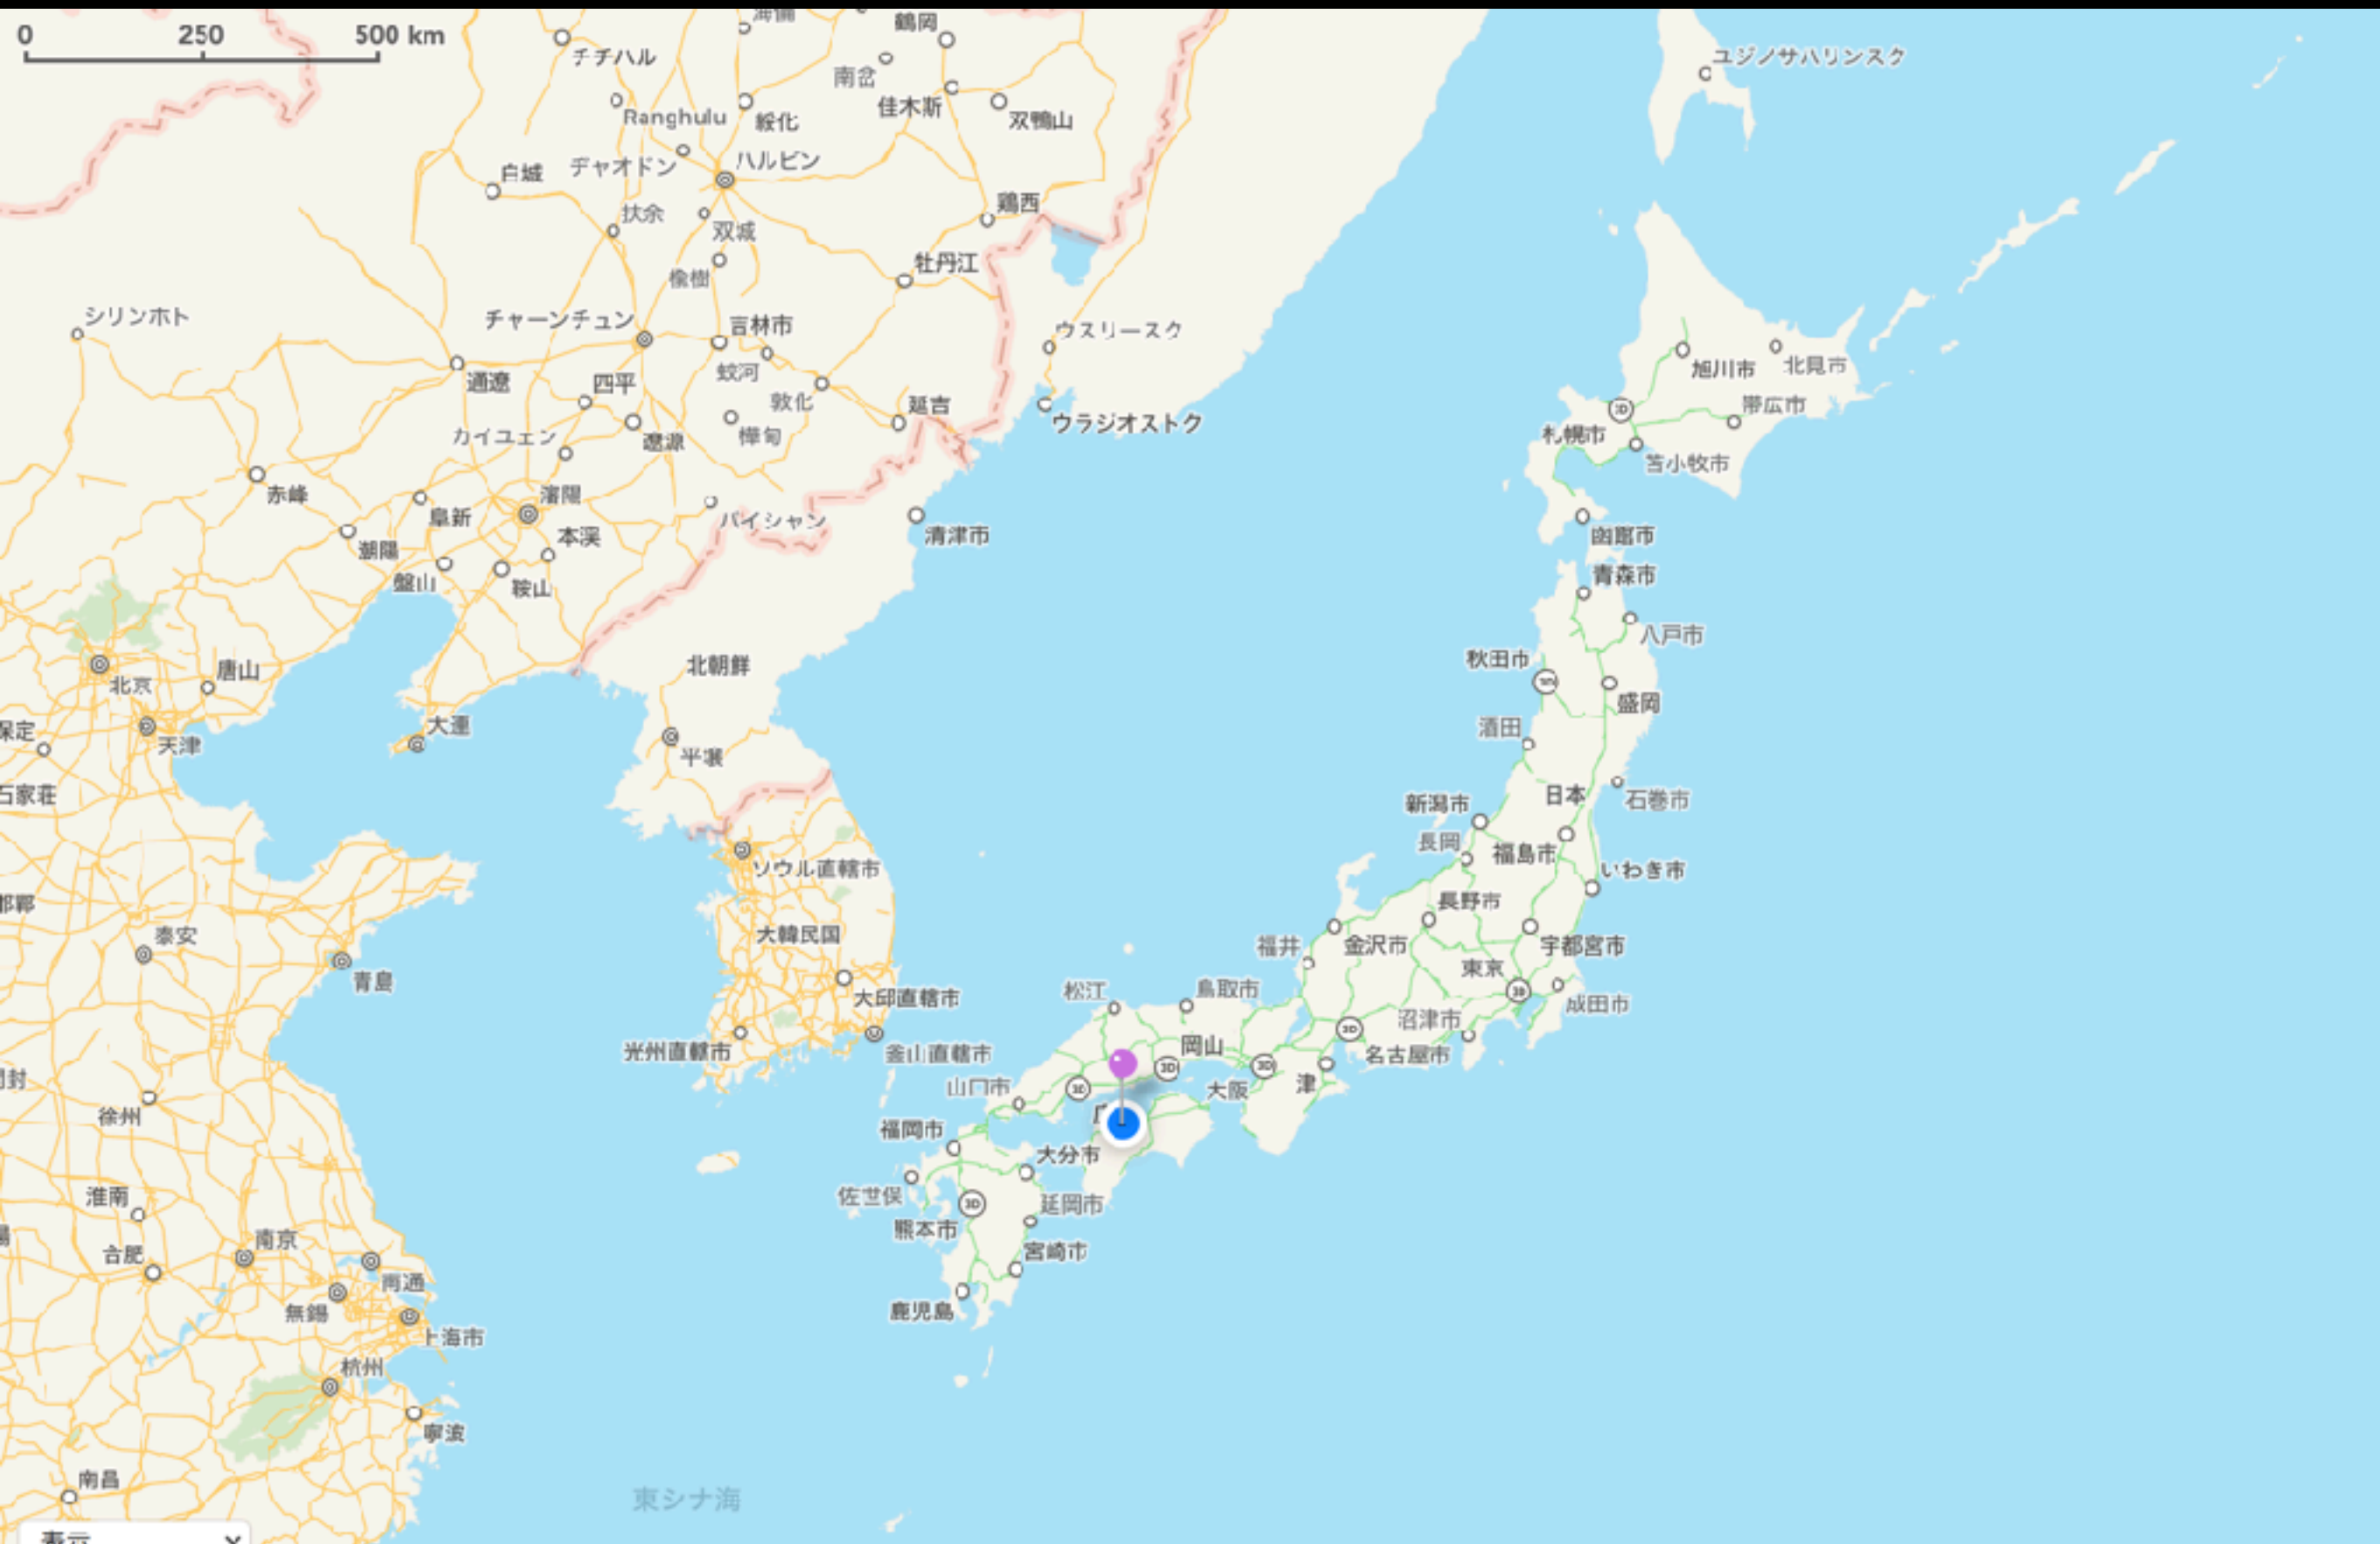 0 250 500 km
チチハル
海倫
鶴岡
南岔
佳木斯
双鴨山
Ranghulu
綏化
ユジノサハリンスク
白城
ヂャオドン
ハルビン
扶余
双城
鶏西
楡樹
牡丹江
シリンホト
チャーンチュン
吉林市
ウスリースク
通遼
四平
蛟河
敦化
延吉
ウラジオストク
カイユェン
遼源
樺甸
旭川市
北見市
帯広市
札幌市
苫小牧市
赤峰
阜新
瀋陽
バイシャン
潮陽
本渓
清津市
函館市
盤山
鞍山
青森市
八戸市
北京
唐山
北朝鮮
秋田市
盛岡
保定
天津
大連
平壌
酒田
石家荘
新潟市
日本
石巻市
長岡
福島市
いわき市
ソウル直轄市
邯鄲
長野市
泰安
大韓民国
福井
金沢市
宇都宮市
青島
東京
大邱直轄市
松江
鳥取市
成田市
光州直轄市
釜山直轄市
岡山
沼津市
名古屋市
山口市
大阪
津
徐州
福岡市
大分市
佐世保
延岡市
淮南
熊本市
南京
合肥
宮崎市
南通
無錫
鹿児島
上海市
杭州
寧波
南昌
東シナ海
表示